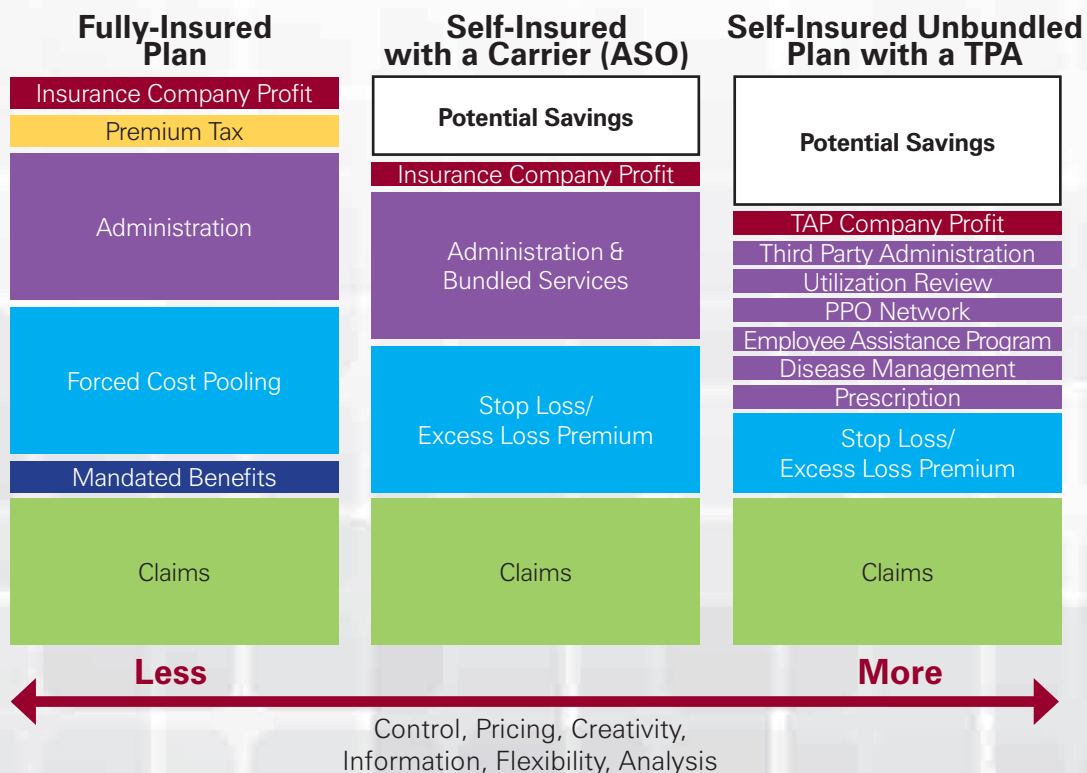 Fully-Insured
Plan
Insurance Company Profit
Premium Tax
Administration
Forced Cost Pooling
Mandated Benefits
Claims
Self-Insured
with a Carrier (ASO)
Potential Savings
Insurance Company Profit
Administration &
Bundled Services
Stop Loss/
Excess Loss Premium
Claims
Self-Insured Unbundled
Plan with a TPA
Potential Savings
TAP Company Profit
Third Party Administration
Utilization Review
PPO Network
Employee Assistance Program
Disease Management
Prescription
Stop Loss/
Excess Loss Premium
Claims
Less
More
Control, Pricing, Creativity,
Information, Flexibility, Analysis